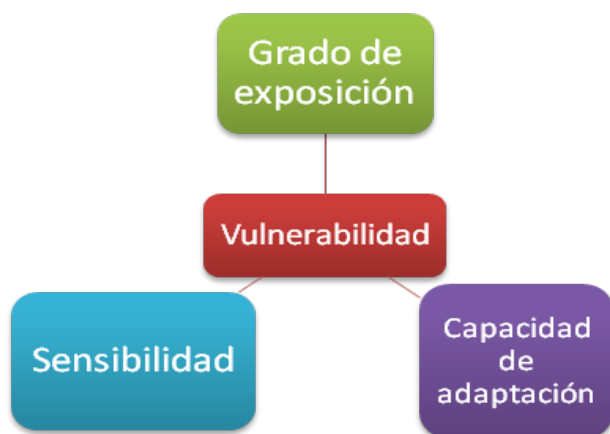 Grado de
exposición
Vulnerabilidad
Sensibilidad
Capacidad
de
adaptación